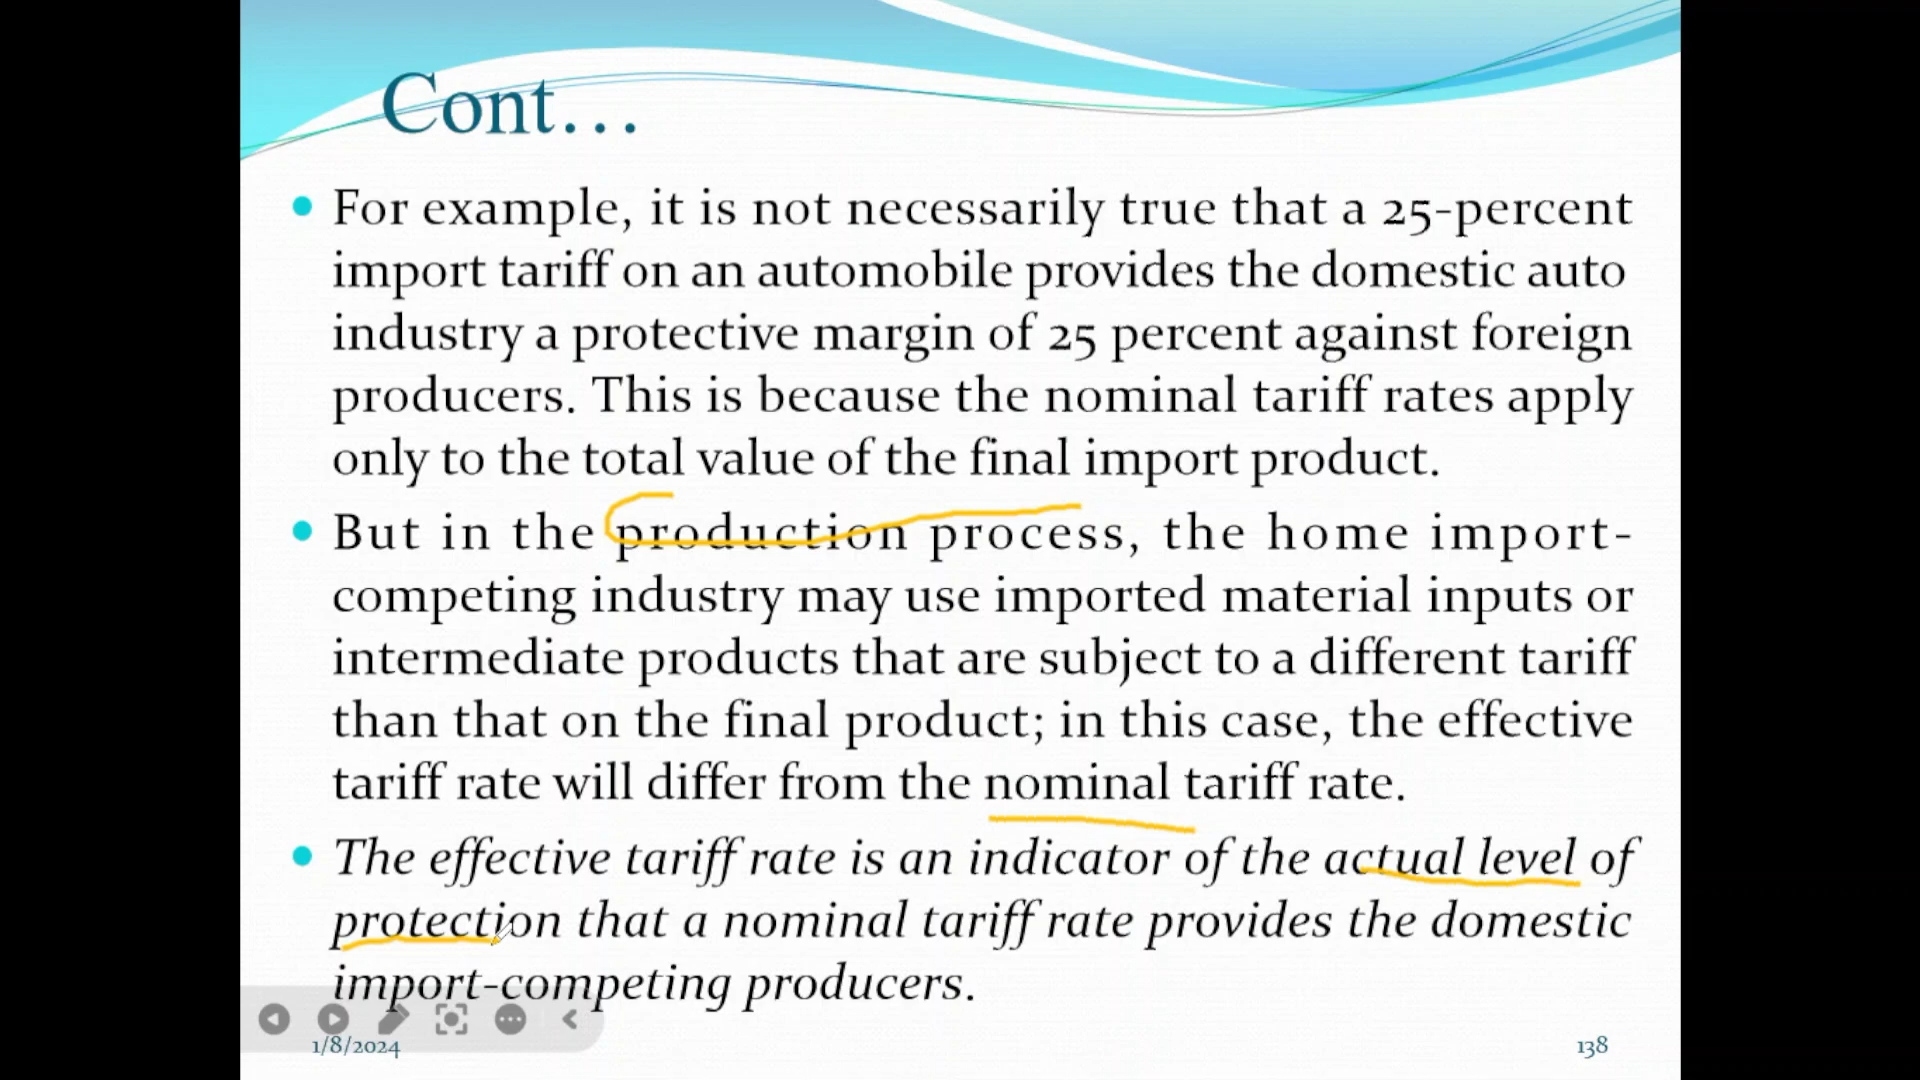 Cont...
• For example, it is not necessarily true that a 25-percent
import tariff on an automobile provides the domestic auto
industry a protective margin of 25 percent against foreign
producers. This is because the nominal tariff rates apply
only to the total value of the final import product.
• But in the production process, the home import-
competing industry may use imported material inputs or
intermediate products that are subject to a different tariff
than that on the final product; in this case, the effective
tariff rate will differ from the nominal tariff rate.
• The effective tariff rate is an indicator of the actual level of
protection that a nominal tariff rate provides the domestic
import-competing producers.
1/8/2024
138